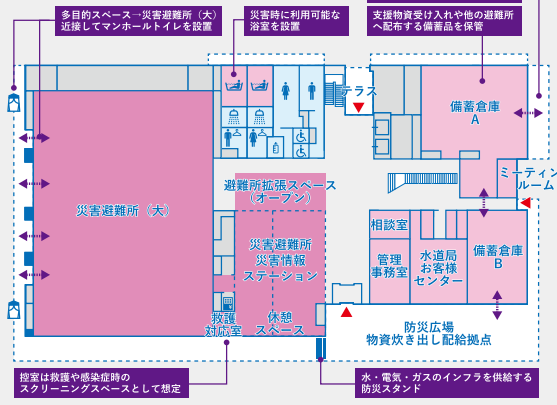 多目的スペース→災害避難所（大）
近接してマンホールトイレを設置
災害時に利用可能な
浴室を設置
支援物資受け入れや他の避難所
へ配布する備蓄品を保管
テラス
備蓄倉庫
A
ミーティン
ルーム
避難所拡張スペース
（オープン）
災害避難所（大）
相談室
災害避難所
災害情報
ステーション
管理
事務室
水道局
お客様
センター
備蓄倉庫
B
救護
対応室
休憩
スペース
防災広場
物資炊き出し配給拠点
控室は救護や感染症時の
スクリーニングスペースとして想定
水・電気・ガスのインフラを供給する
防災スタンド